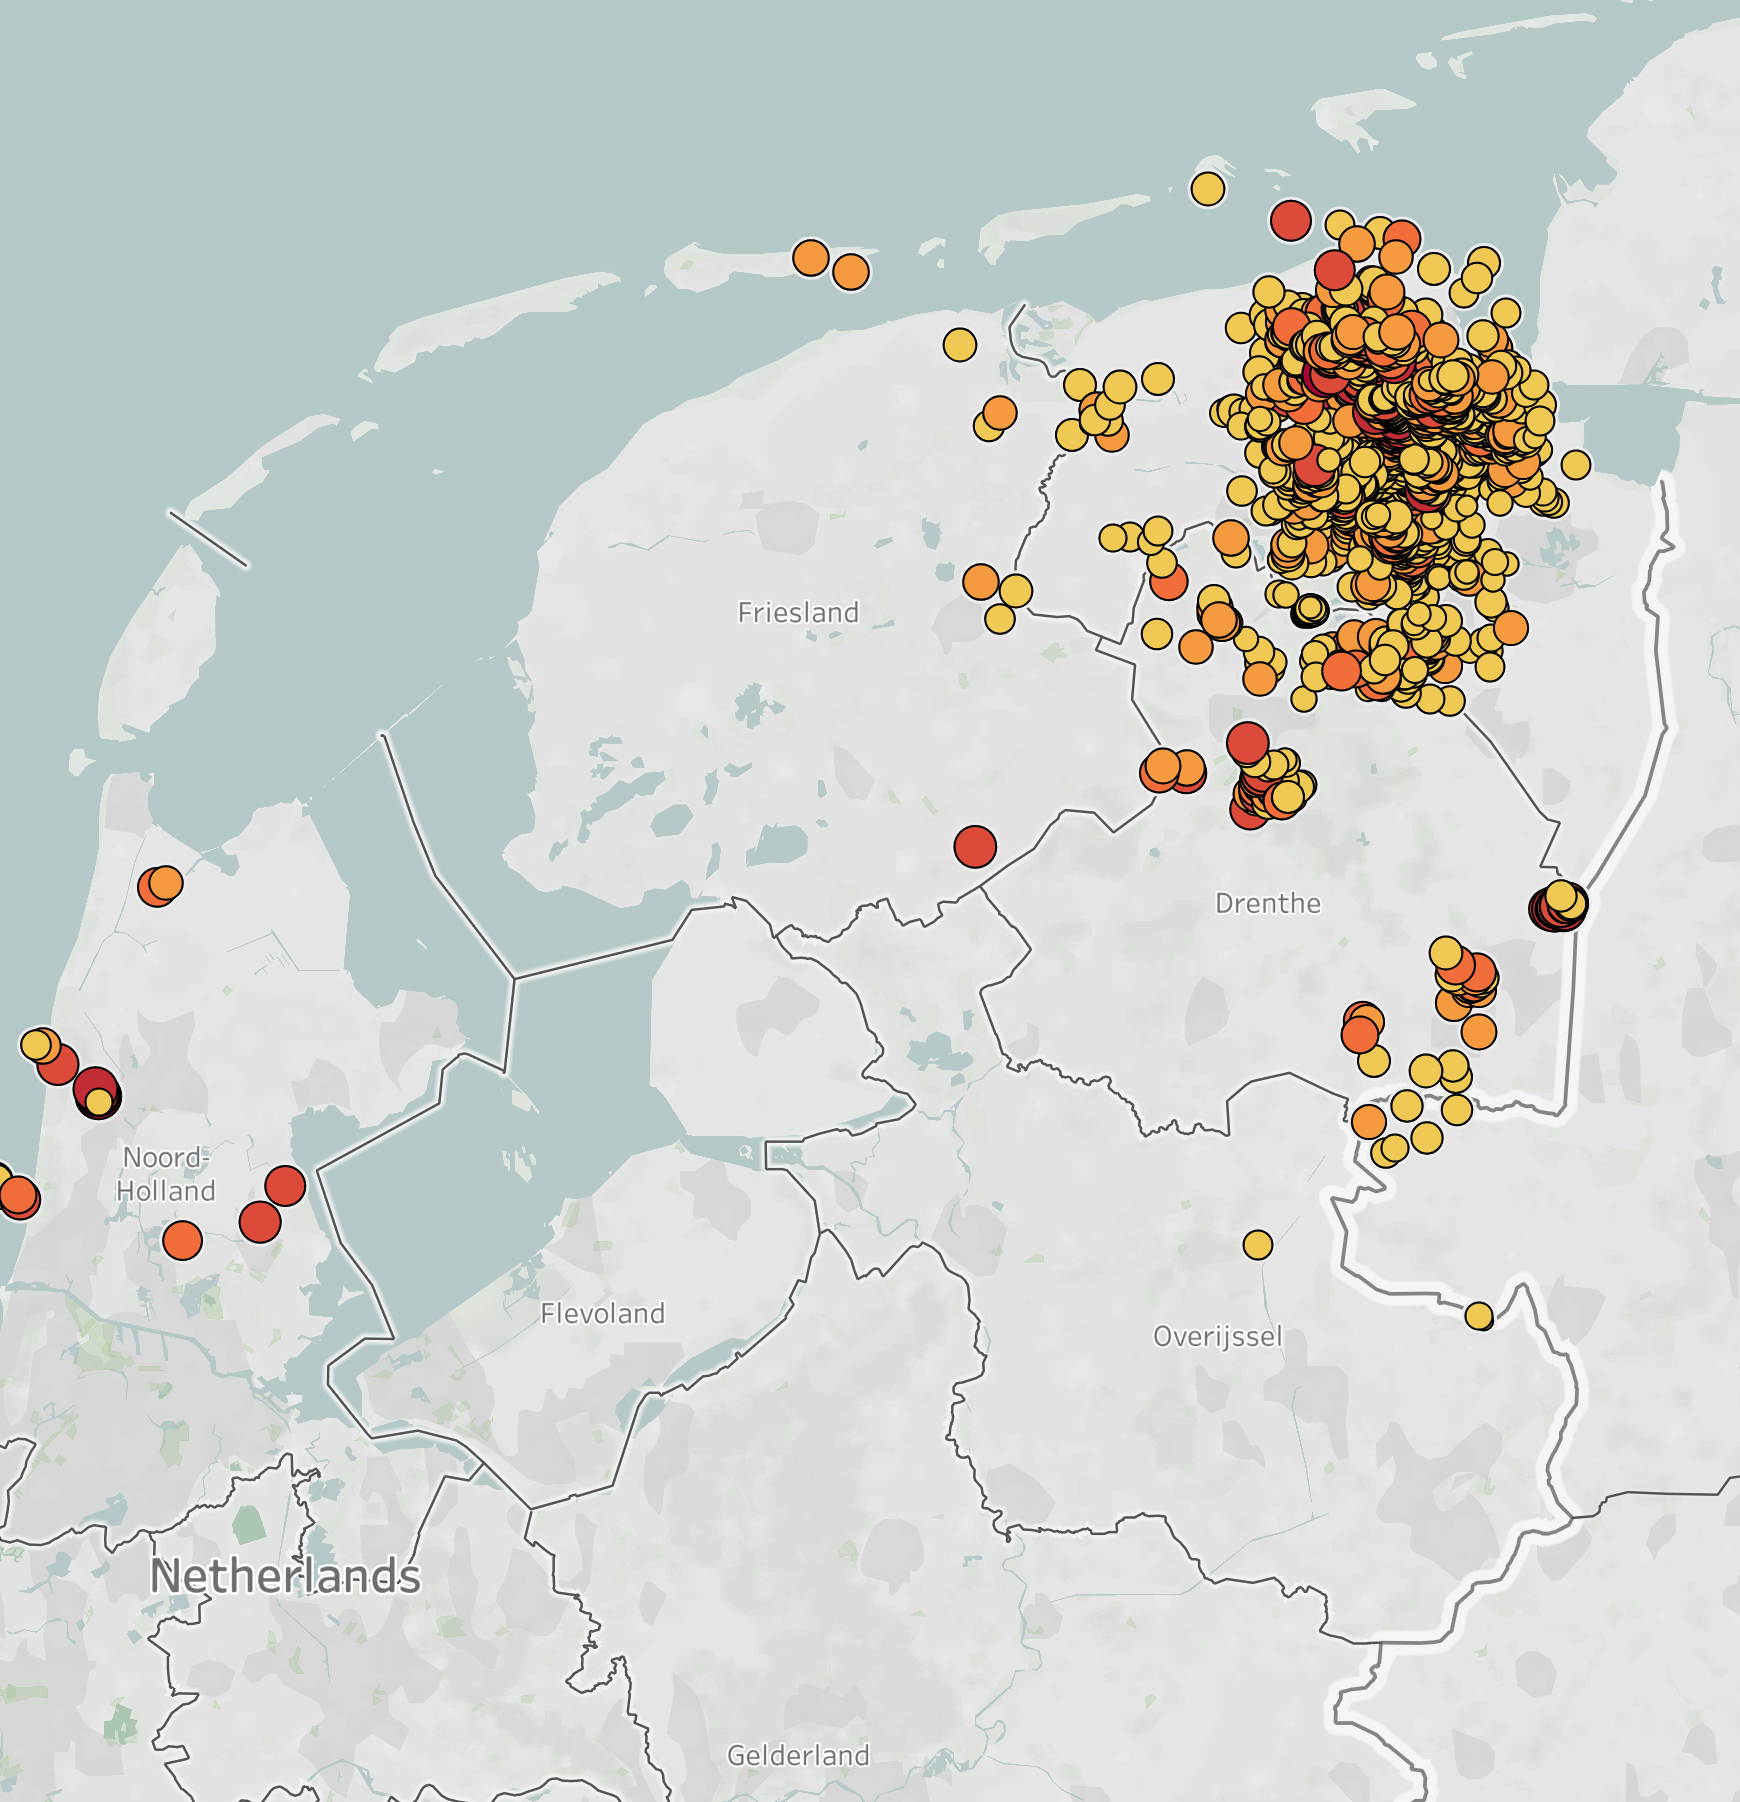 Friesland
Drenthe
Noord-
Holland
Flevoland
Overijssel
Netherlands
Gelderland